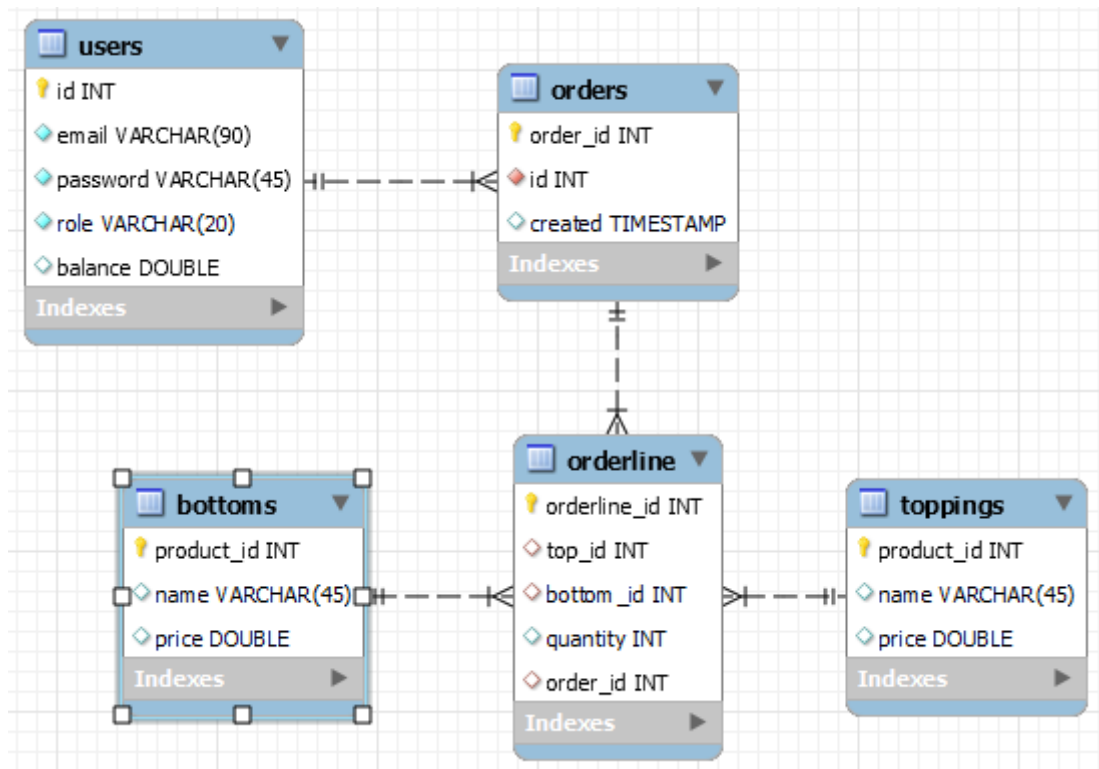 users
id INT
email VARCHAR(90)
password VARCHAR(45)
role VARCHAR(20)
balance DOUBLE
Indexes
orders
order_id INT
id INT
created TIMESTAMP
Indexes
bottoms
product_id INT
name VARCHAR(45)
price DOUBLE
Indexes
orderline
orderline_id INT
top_id INT
bottom_id INT
quantity INT
order_id INT
Indexes
toppings
product_id INT
name VARCHAR(45)
price DOUBLE
Indexes